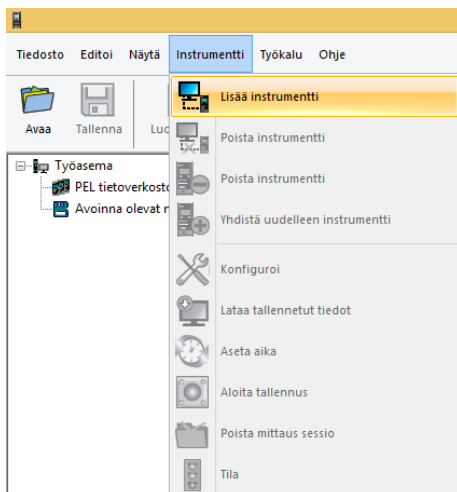 Tiedosto Editoi Näytä Instrumentti Työkalu Ohje
Avaa Tallenna
Työasema
PEL
Avoinna olevat
Lisää instrumentti
Poista instrumentti
Poista instrumentti
Yhdistä uudelleen instrumentti
Konfiguroi
Lataa tallennetut tiedot
Aseta aika
Aloita tallennus
Poista mittaus sessio
Tila